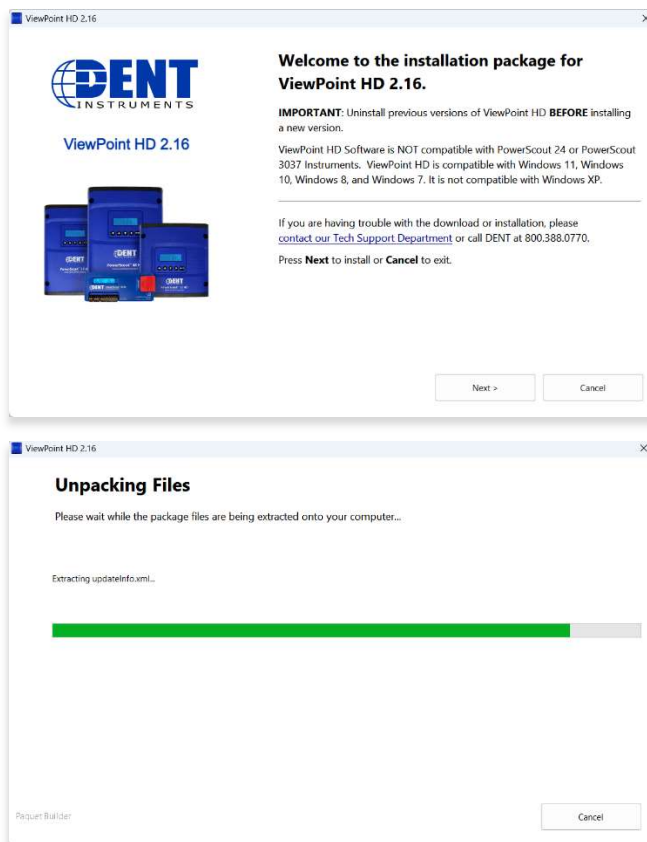 ViewPoint HD 2.16
DENT
INSTRUMENTS
ViewPoint HD 2.16
Welcome to the installation package for
ViewPoint HD 2.16.
IMPORTANT: Uninstall previous versions of ViewPoint HD BEFORE installing
a new version.
ViewPoint HD Software is NOT compatible with PowerScout 24 or PowerScout
3037 Instruments. ViewPoint HD is compatible with Windows 11, Windows
10, Windows 8, and Windows 7. It is not compatible with Windows XP.
If you are having trouble with the download or installation, please
contact our Tech Support Department or call DENT at 800.388.0770.
Press Next to install or Cancel to exit.
DENT
DENT
DENT
DENT
Next >
Cancel
ViewPoint HD 2.16
Unpacking Files
Please wait while the package files are being extracted onto your computer...
Extracting updateInfo.xml...
Paquet Builder
Cancel